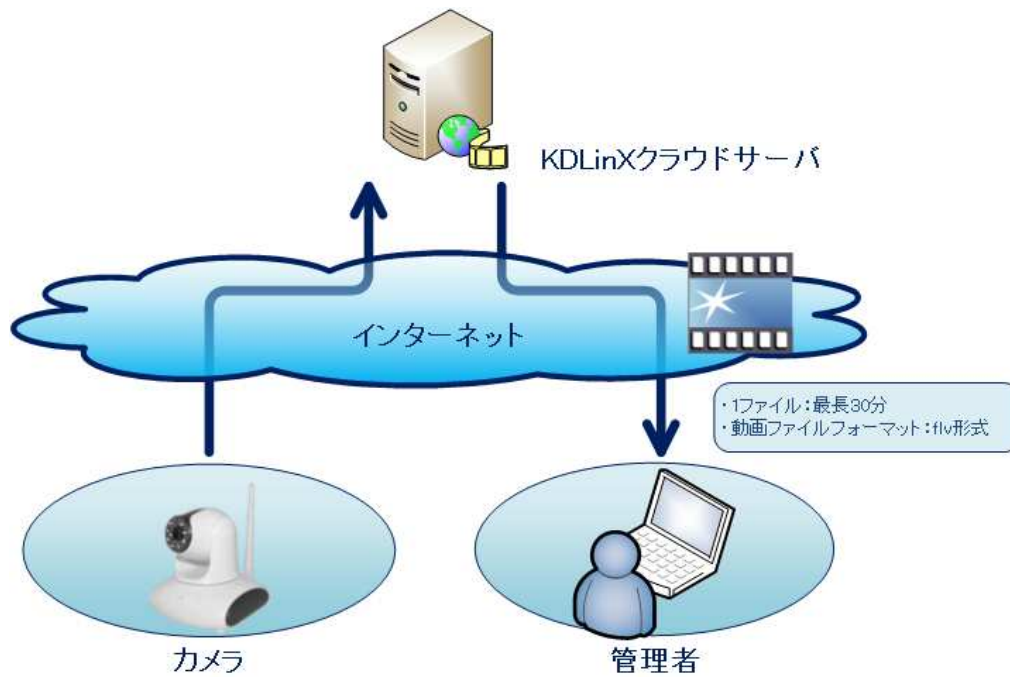 KDLinXクラウドサーバ
インターネット
・1ファイル：最長30分
・動画ファイルフォーマット：flv形式
カメラ
管理者